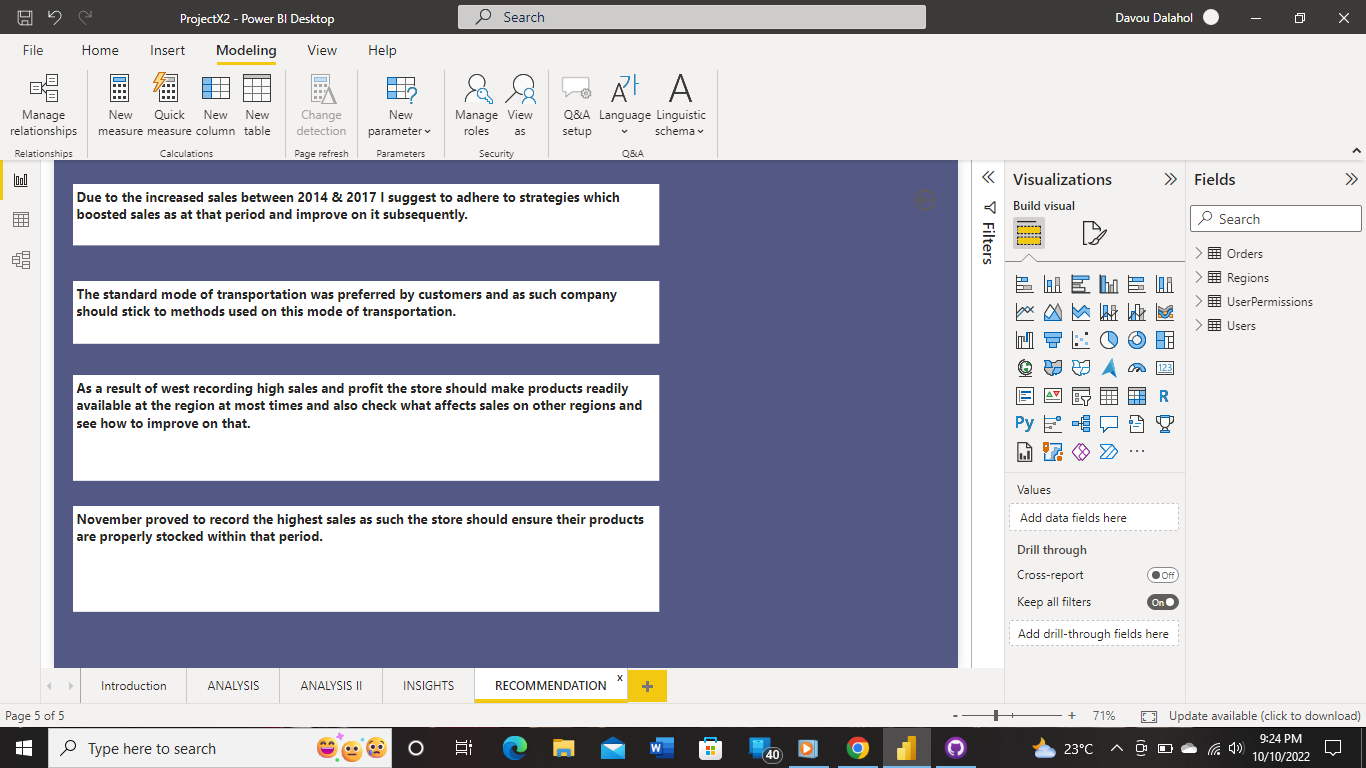 ProjectX2 - Power BI Desktop
Search
Davou Dalahol
File Home Insert Modeling View Help
Manage relationships
New measure
Quick measure
New column
New table
Change detection
New parameter
Manage roles
View as
Q&A setup
Language
Linguistic schema
Relationships
Calculations
Page refresh
Parameters
Security
Q&A
Due to the increased sales between 2014 & 2017 I suggest to adhere to strategies which
boosted sales as at that period and improve on it subsequently.
The standard mode of transportation was preferred by customers and as such company
should stick to methods used on this mode of transportation.
As a result of west recording high sales and profit the store should make products readily
available at the region at most times and also check what affects sales on other regions and
see how to improve on that.
November proved to record the highest sales as such the store should ensure their products
are properly stocked within that period.
Filters
Visualizations
Build visual
123
R
Py
Values
Add data fields here
Drill through
Cross-report
Off
Keep all filters
On
Add drill-through fields here
Fields
Search
Orders
Regions
UserPermissions
Users
Introduction
ANALYSIS
ANALYSIS II
INSIGHTS
RECOMMENDATION
x
+
Page 5 of 5
- + 71%
Update available (click to download)
Type here to search
40
23°C
9:24 PM
10/10/2022